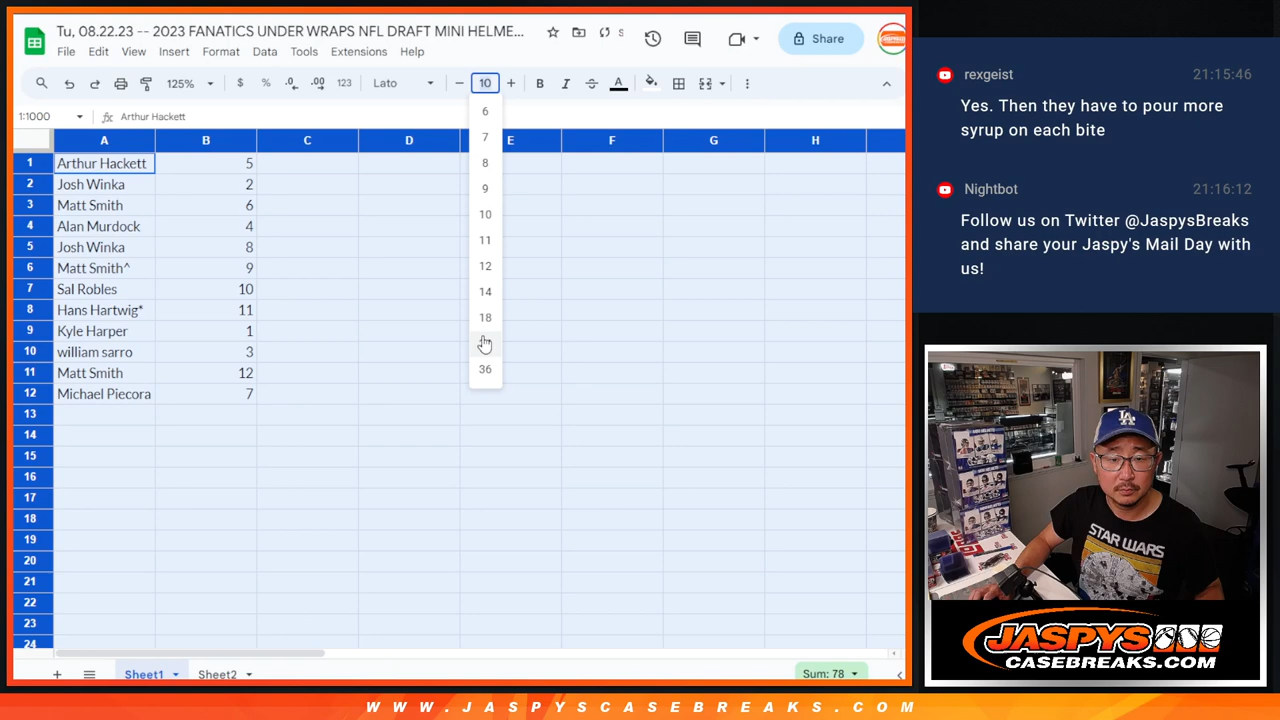 Tu, 08.22.23 -- 2023 FANATICS UNDER WRAPS NFL DRAFT MINI HELME...
Share
File Edit View Insert Format Data Tools Extensions Help
125% $ % .0 .00 123 Lato − 10 + B I S A
1:1000 fx Arthur Hackett
A B C D E F G H
1 Arthur Hackett 5
2 Josh Winka 2
3 Matt Smith 6
4 Alan Murdock 4
5 Josh Winka 8
6 Matt Smith^ 9
7 Sal Robles 10
8 Hans Hartwig* 11
9 Kyle Harper 1
10 william sarro 3
11 Matt Smith 12
12 Michael Piecora 7
13
14
15
16
17
18
19
20
21
22
23
24
6
7
8
9
10
11
12
14
18
36
+ Sheet1 Sheet2 Sum: 78
rexgeist 21:15:46
Yes. Then they have to pour more
syrup on each bite
Nightbot 21:16:12
Follow us on Twitter @JaspysBreaks
and share your Jaspy's Mail Day with
us!
LA
STAR WARS
JASPYS
CASEBREAKS.COM
WWW.JASPYSCASEBREAKS.COM